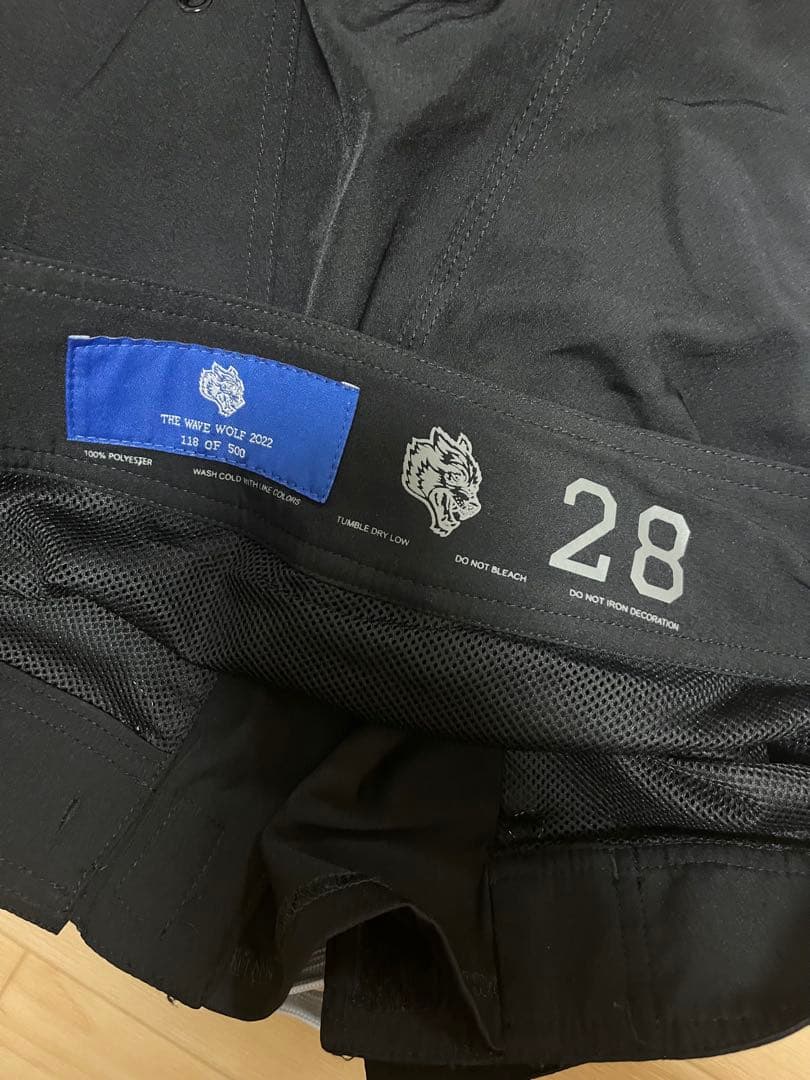 THE WAVE WOLF 2022
118 OF 500
100% POLYESTER
WASH COLD WITH LIKE COLORS
TUMBLE DRY LOW
DO NOT BLEACH
28
DO NOT IRON DECORATION